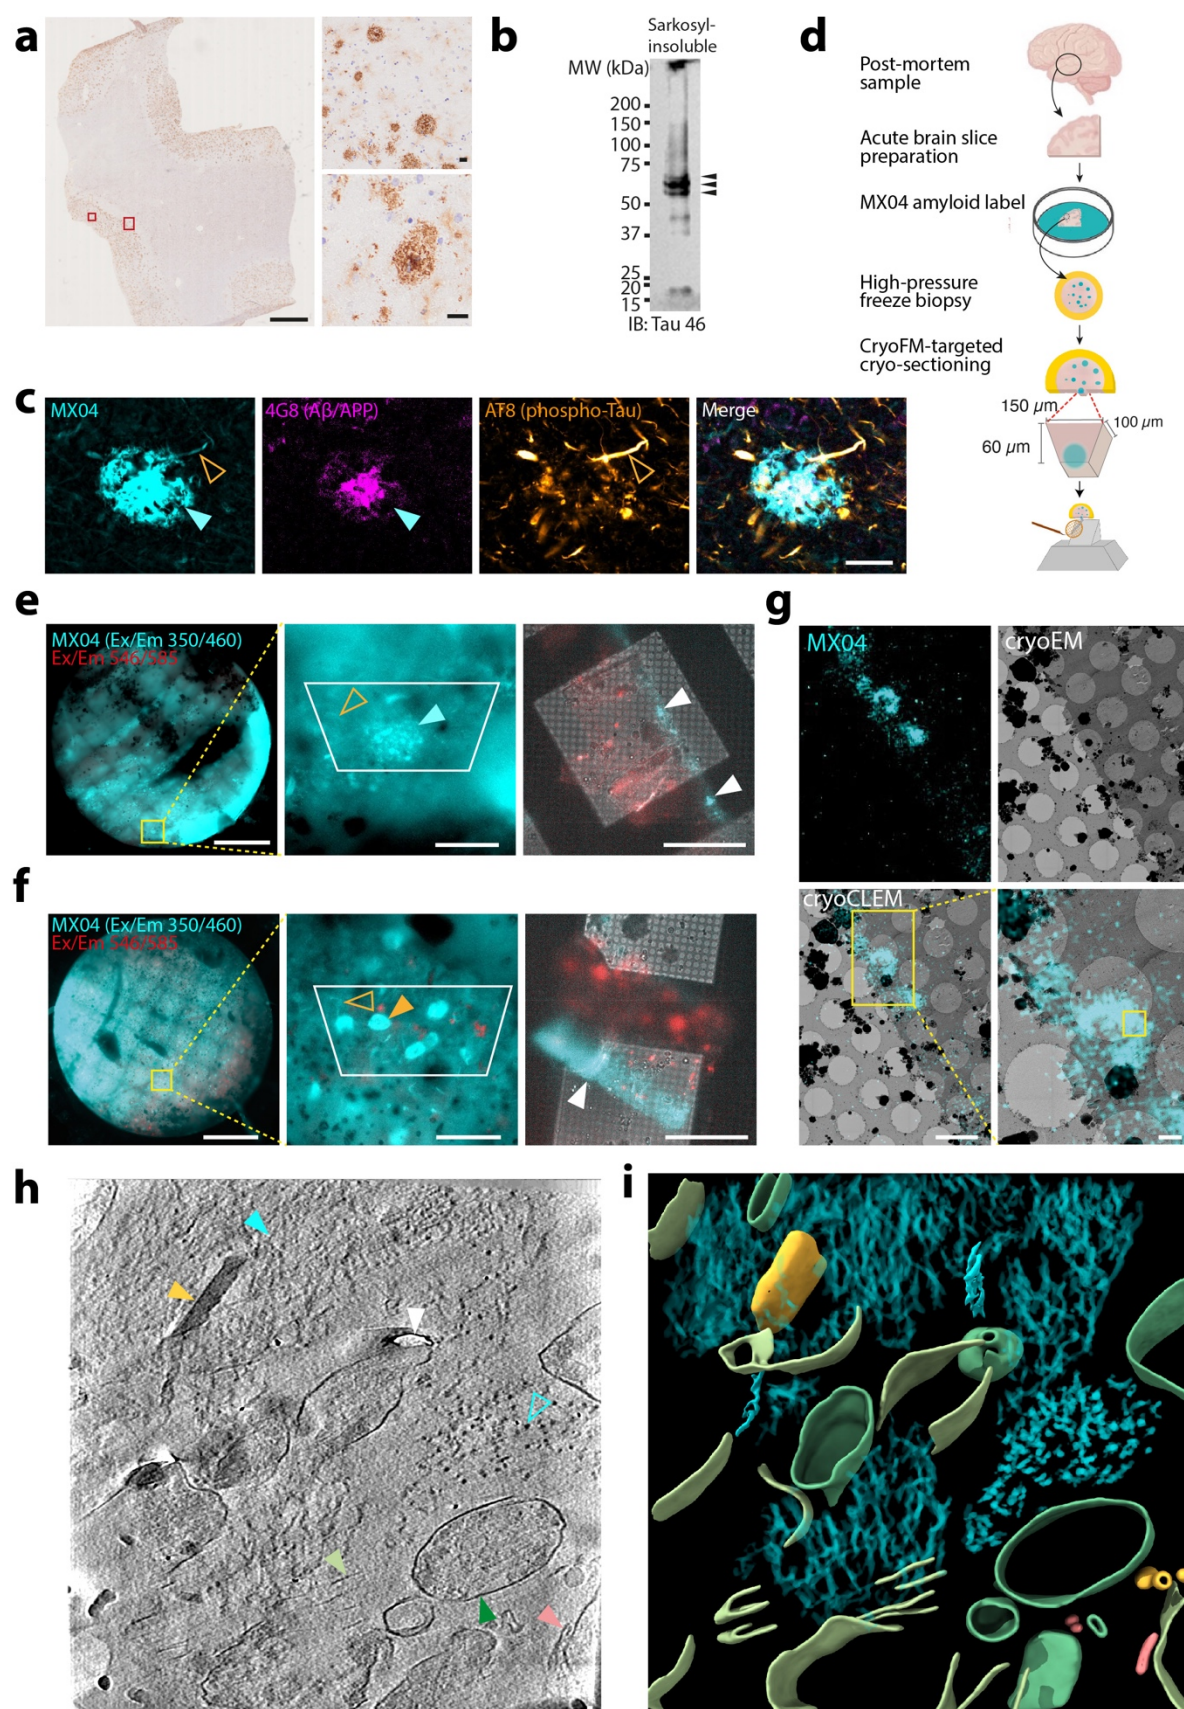 a
b
Sarkosyl-
insoluble
MW (kDa)
200
150
100
75
50
37
25
20
15
IB: Tau 46
d
Post-mortem
sample
Acute brain slice
preparation
MX04 amyloid label
High-pressure
freeze biopsy
CryoFM-targeted
cryo-sectioning
150 µm
100 µm
60 µm
c
MX04
4G8 (Aβ/APP)
AT8 (phospho-Tau)
Merge
e
MX04 (Ex/Em 350/460)
Ex/Em 546/585
f
MX04 (Ex/Em 350/460)
Ex/Em 546/585
g
MX04
cryoEM
cryoCLEM
h
i